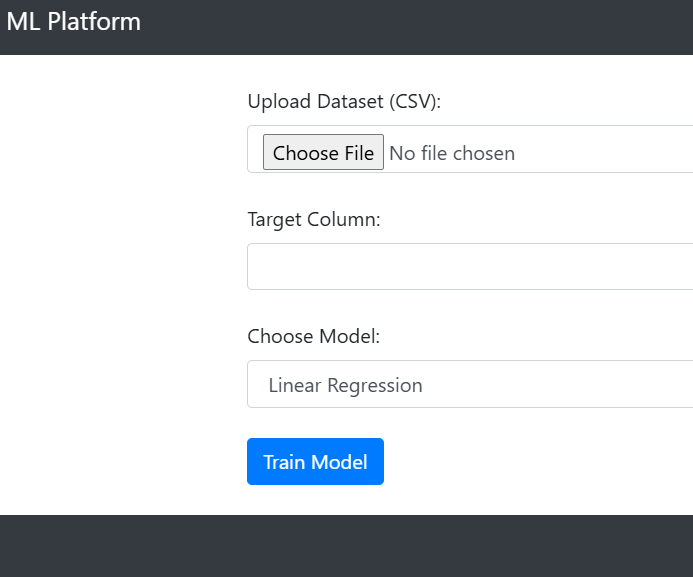 ML Platform
Upload Dataset (CSV):
Choose File No file chosen
Target Column:
Choose Model:
Linear Regression
Train Model